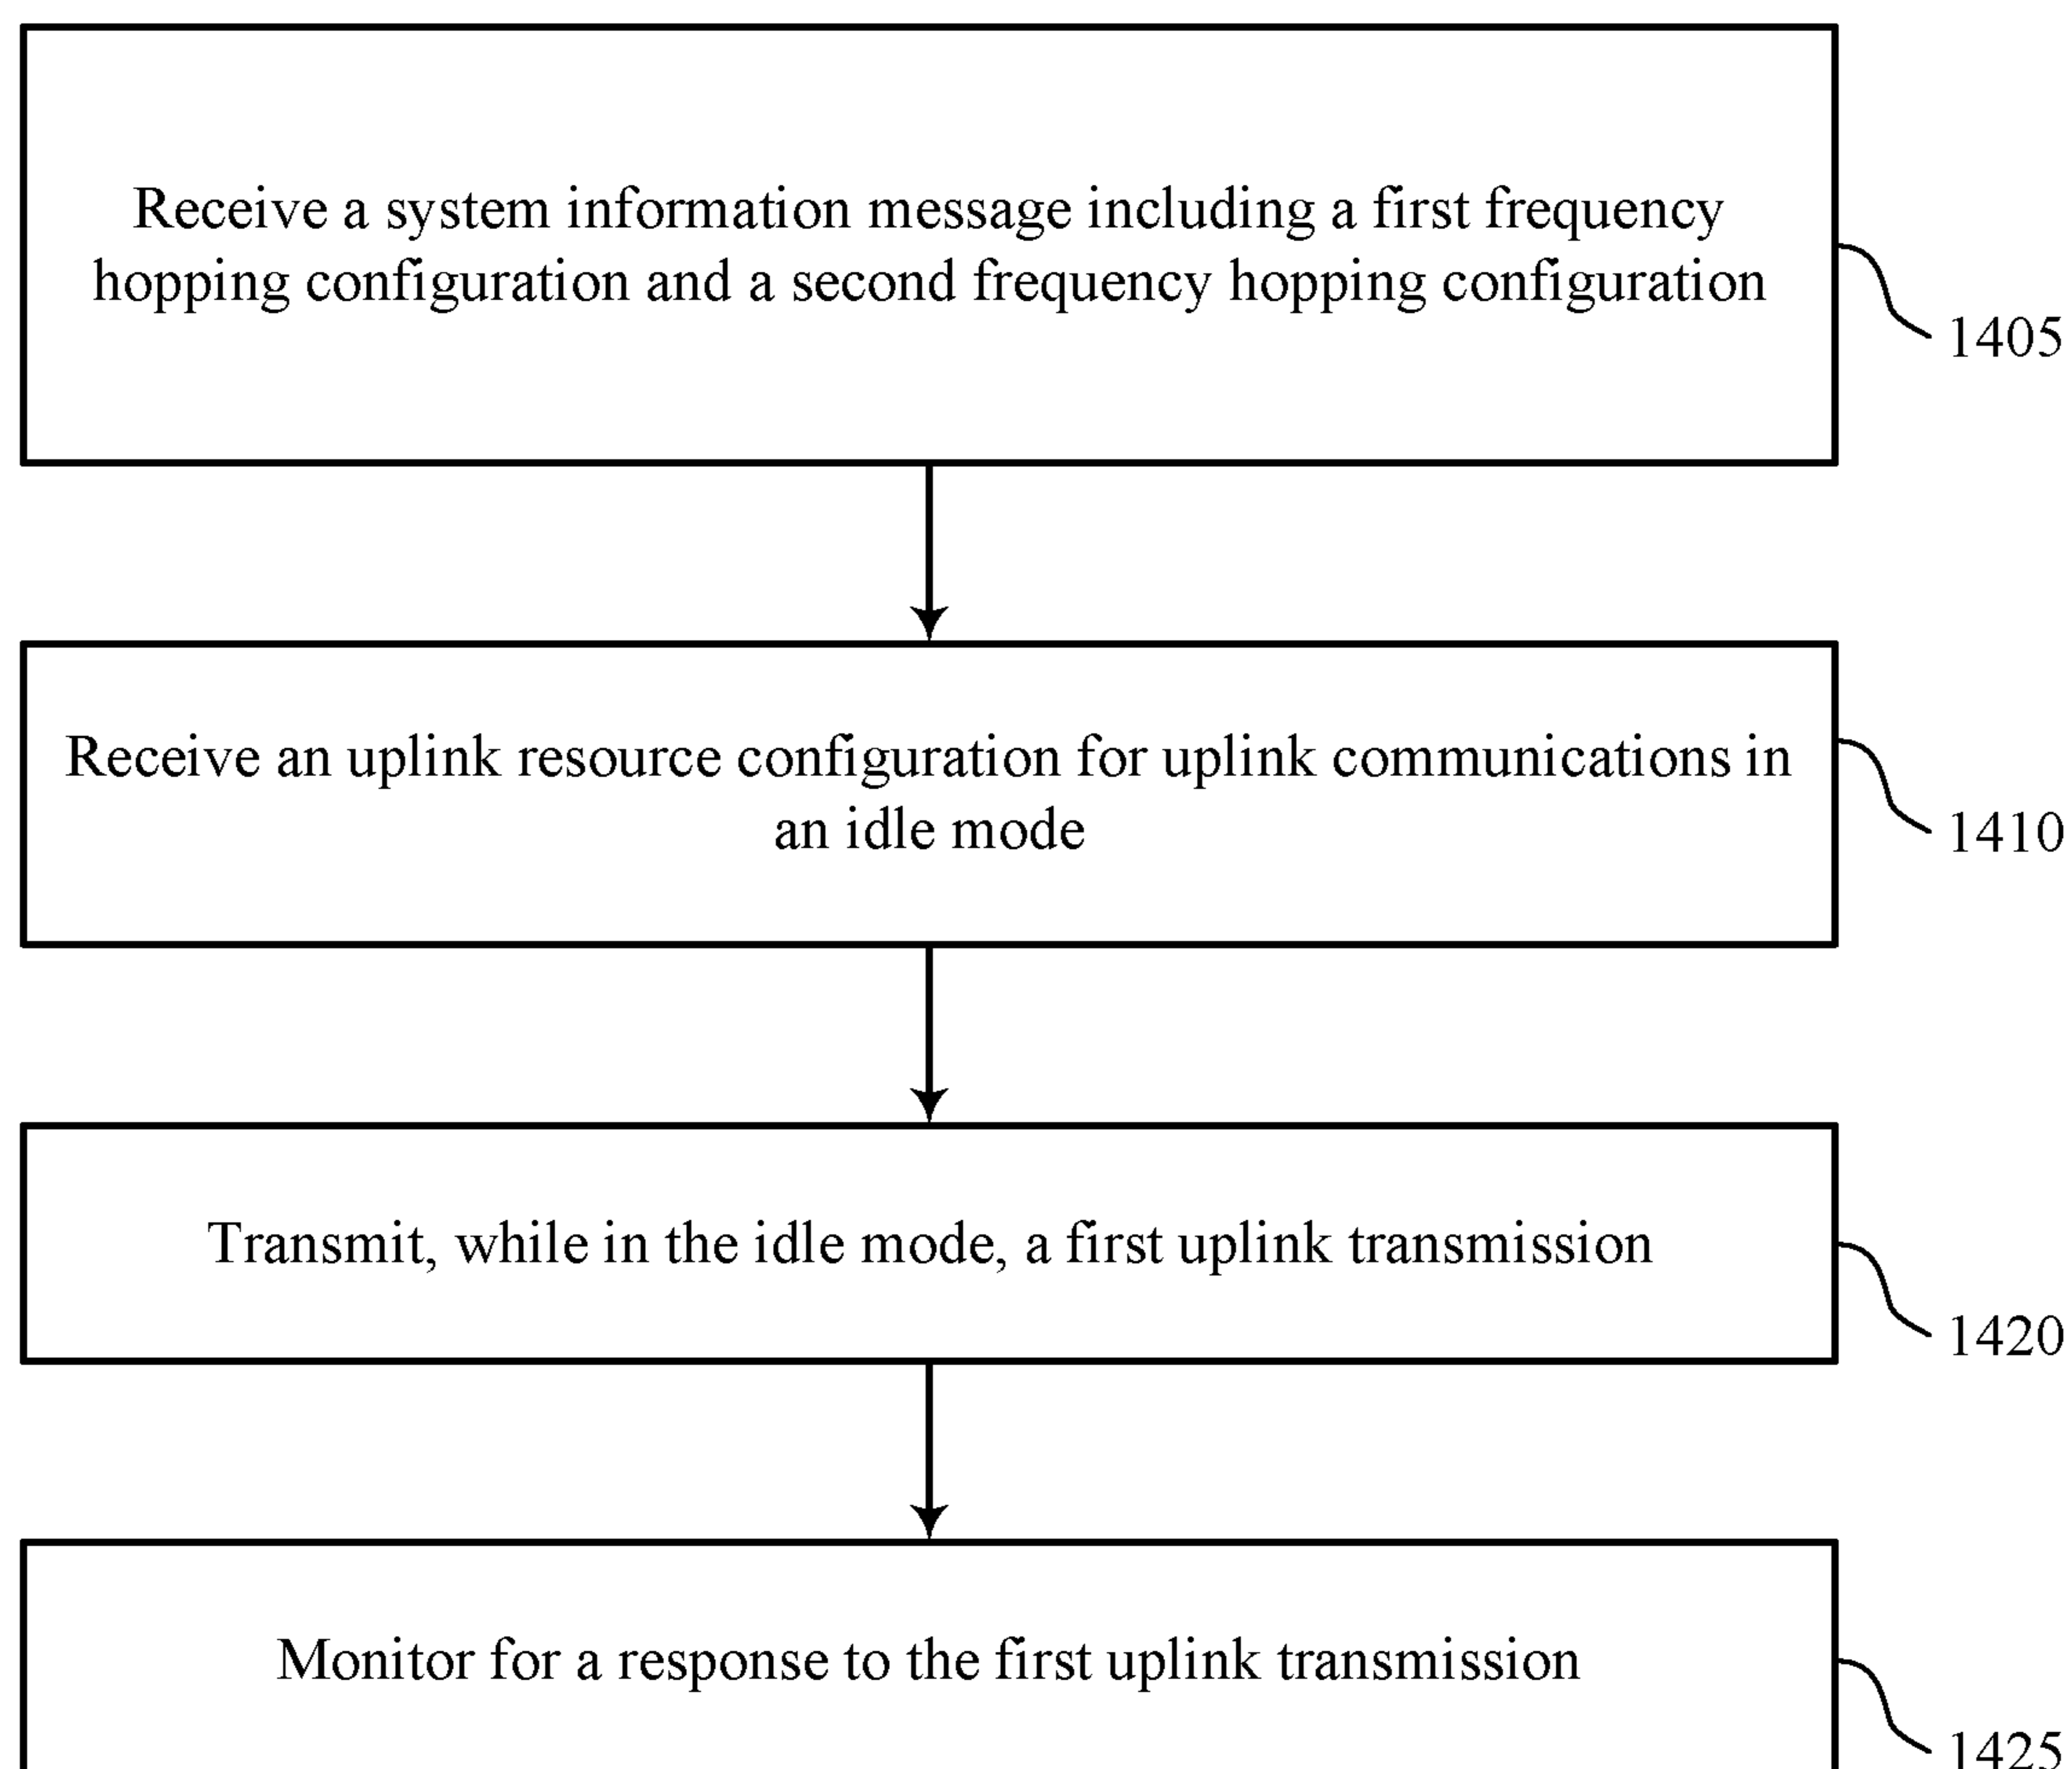 Receive a system information message including a first frequency
hopping configuration and a second frequency hopping configuration
1405
Receive an uplink resource configuration for uplink communications in
an idle mode
1410
Transmit, while in the idle mode, a first uplink transmission
1420
Monitor for a response to the first uplink transmission
1425